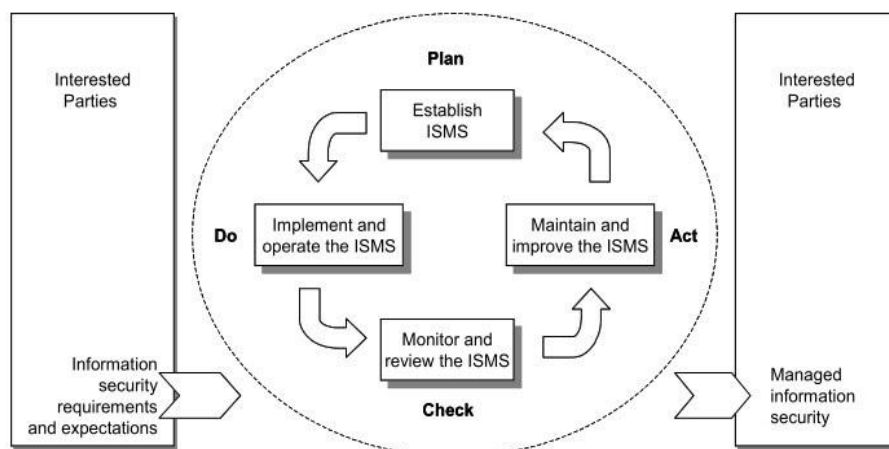 Interested
Parties
Information
security
requirements
and expectations
Plan
Establish
ISMS
Do
Implement and
operate the ISMS
Maintain and
improve the ISMS
Act
Monitor and
review the ISMS
Check
Interested
Parties
Managed
information
security